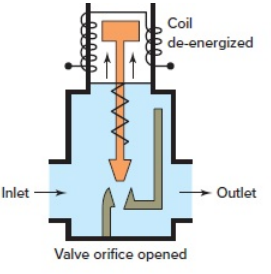 Coil
de-energized
Inlet
Outlet
Valve orifice opened